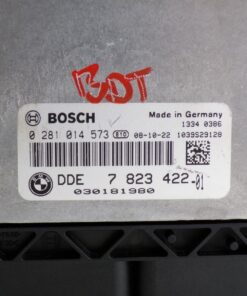 BDT
BOSCH
Made in Germany
1334 0386
0 281 014 573 08-10-22 1039S29128
DDE 7 823 422-01
030181980